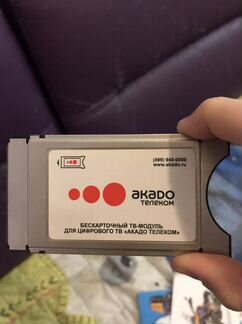 (499) 940-0000
www.akado.ru
акадо
телеком
БЕСКАРТОЧНЫЙ ТВ-МОДУЛЬ
ДЛЯ ЦИФРОВОГО ТВ «АКАДО ТЕЛЕКОМ»